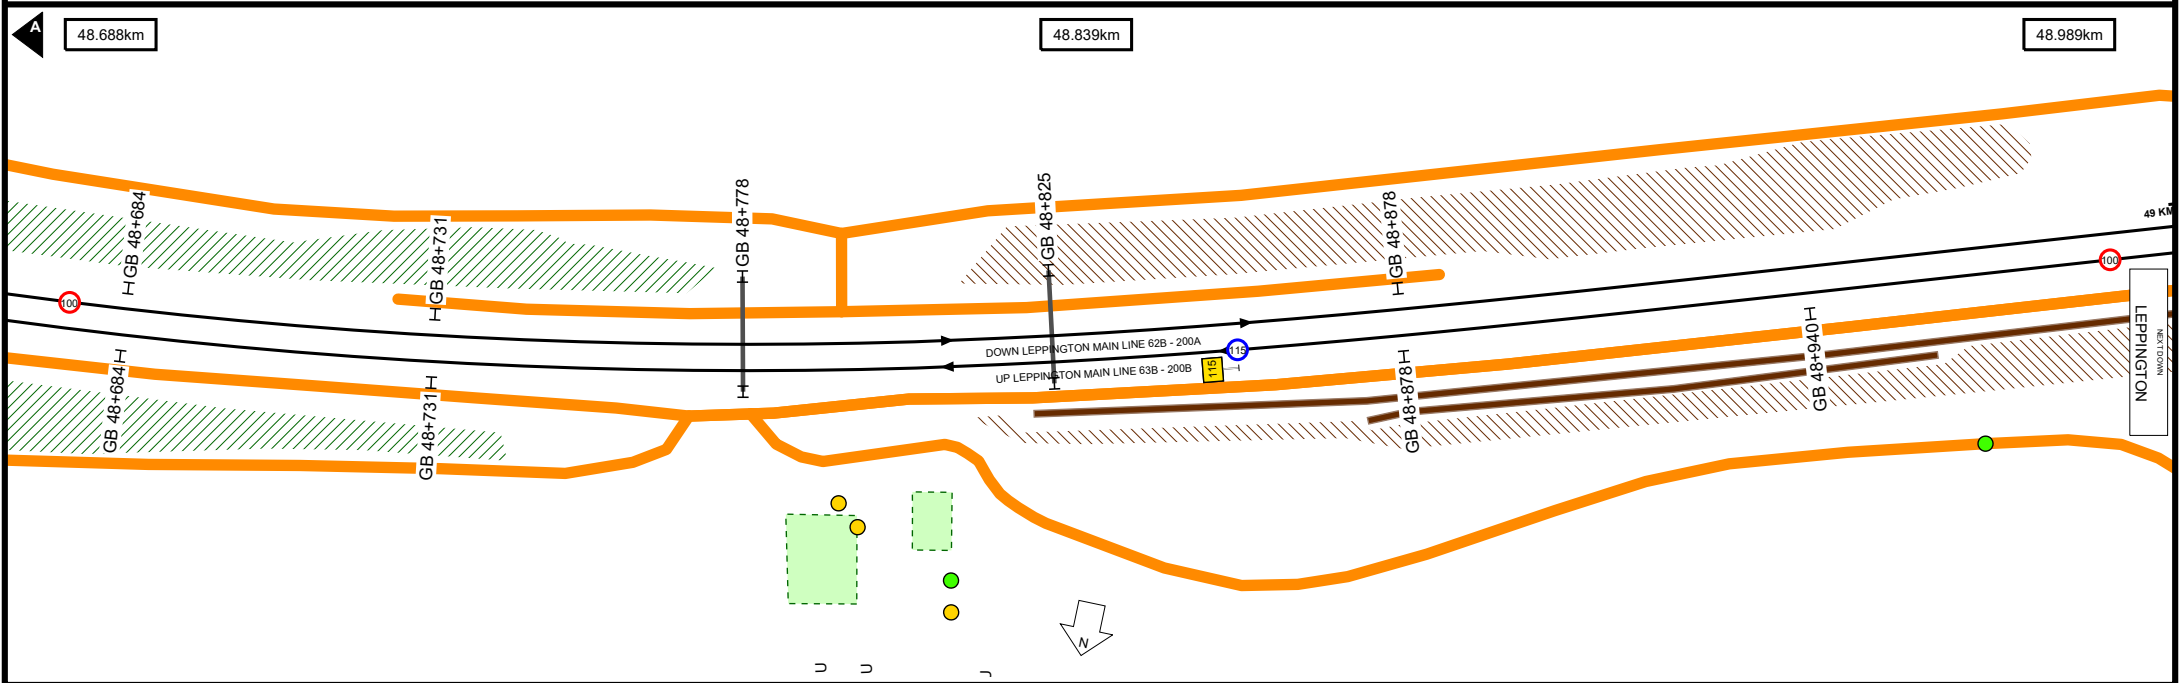 A
48.688km
48.839km
48.989km
GB 48+684
GB 48+731
GB 48+778
GB 48+825
GB 48+878
49 KM
100
100
DOWN LEPPINGTON MAIN LINE 62B - 200A
115
UP LEPPINGTON MAIN LINE 63B - 200B
115
GB 48+684
GB 48+731
GB 48+878
GB 48+940
LEPPINGTON
NEXT DOWN
N
U
U
J